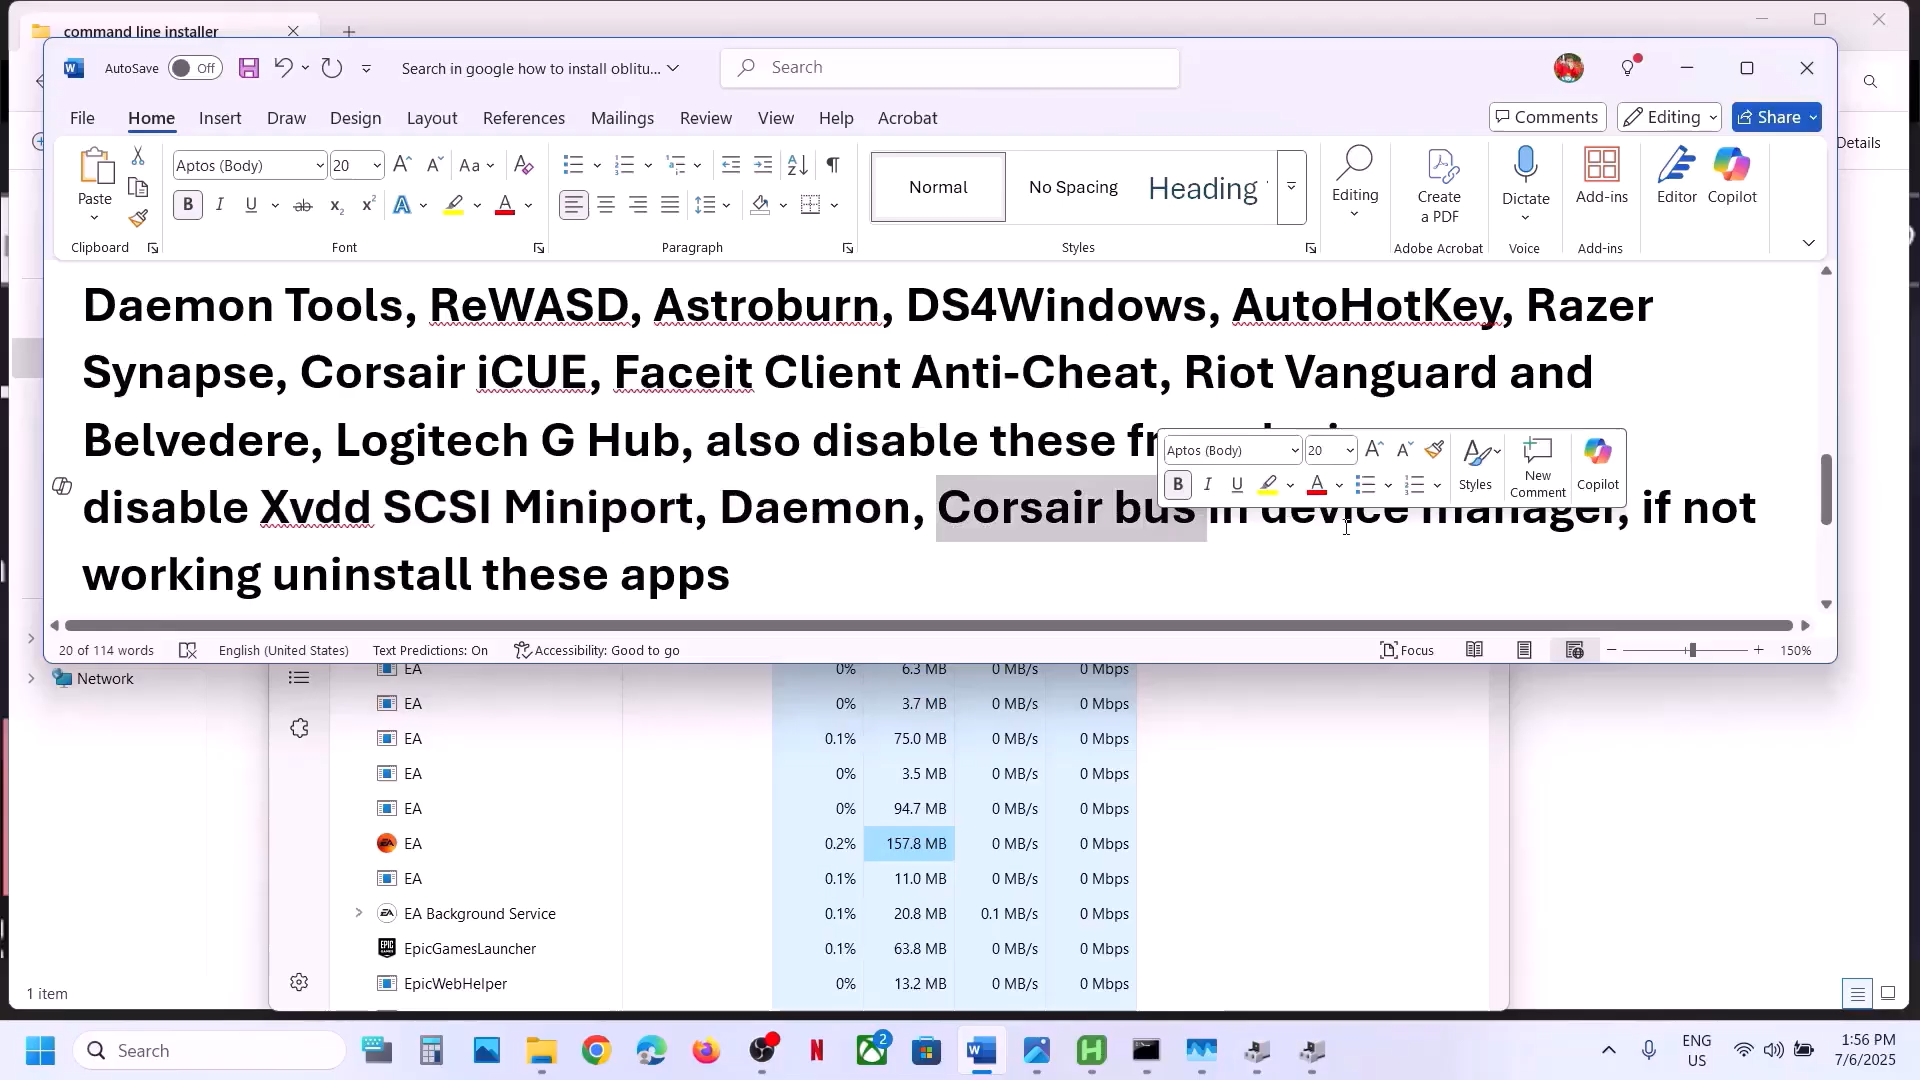 command line installer
AutoSave Off
Search in google how to install oblitu...
Search
File Home Insert Draw Design Layout References Mailings Review View Help Acrobat
Comments Editing Share
Details
Aptos (Body) 20
Paste
Clipboard
Font
Paragraph
Normal No Spacing Heading
Styles
Editing
Create a PDF
Adobe Acrobat
Dictate
Voice
Add-ins
Add-ins
Editor
Copilot
Daemon Tools, ReWASD, Astroburn, DS4Windows, AutoHotKey, Razer
Synapse, Corsair iCUE, Faceit Client Anti-Cheat, Riot Vanguard and
Belvedere, Logitech G Hub, also disable these
disable Xvdd SCSI Miniport, Daemon, Corsair bus in device manager, if not
working uninstall these apps
Aptos (Body) 20
Styles
New Comment
Copilot
20 of 114 words English (United States) Text Predictions: On Accessibility: Good to go Focus 150%
Network
EA 0% 6.3 MB 0 MB/s 0 Mbps
EA 0% 3.7 MB 0 MB/s 0 Mbps
EA 0.1% 75.0 MB 0 MB/s 0 Mbps
EA 0% 3.5 MB 0 MB/s 0 Mbps
EA 0% 94.7 MB 0 MB/s 0 Mbps
EA 0.2% 157.8 MB 0 MB/s 0 Mbps
EA 0.1% 11.0 MB 0 MB/s 0 Mbps
EA Background Service 0.1% 20.8 MB 0.1 MB/s 0 Mbps
EpicGamesLauncher 0.1% 63.8 MB 0 MB/s 0 Mbps
EpicWebHelper 0% 13.2 MB 0 MB/s 0 Mbps
1 item
Search
2
ENG
US
1:56 PM
7/6/2025